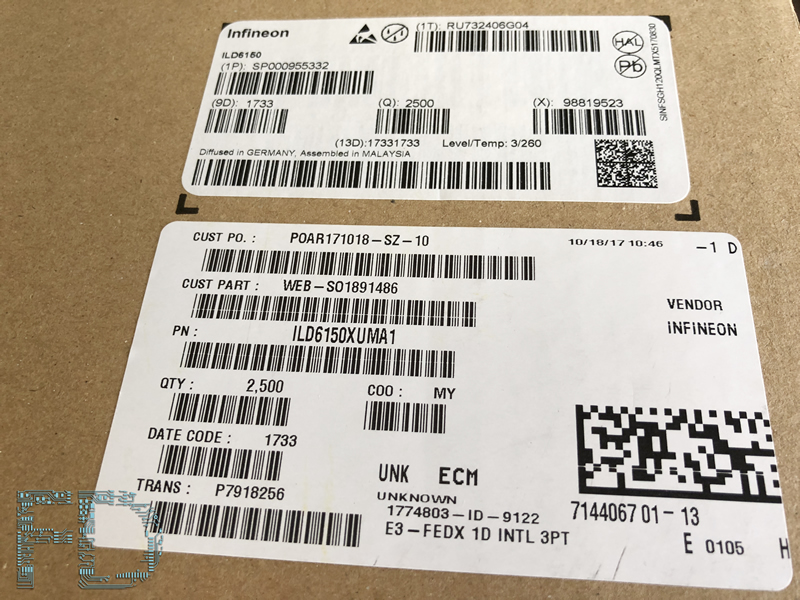 Infineon
(1T): RU732406G04
HAL
Pb
ILD6150
(1P): SP000955332
(9D): 1733 (Q): 2500 (X): 98819523
(13D):17331733 Level/Temp: 3/260
Diffused in GERMANY, Assembled in MALAYSIA
SINFSGH120QLMTX5170830
CUST PO. : POAR171018-SZ-10
10/18/17 10:46 -1 D
CUST PART : WEB-SO1891486
VENDOR
INFINEON
PN : ILD6150XUMA1
QTY : 2,500 COO : MY
DATE CODE : 1733
UNK ECM
TRANS : P7918256
UNKNOWN
1774803-ID-9122
E3-FEDX 1D INTL 3PT
7144067 01-13
E 0105 H
FD